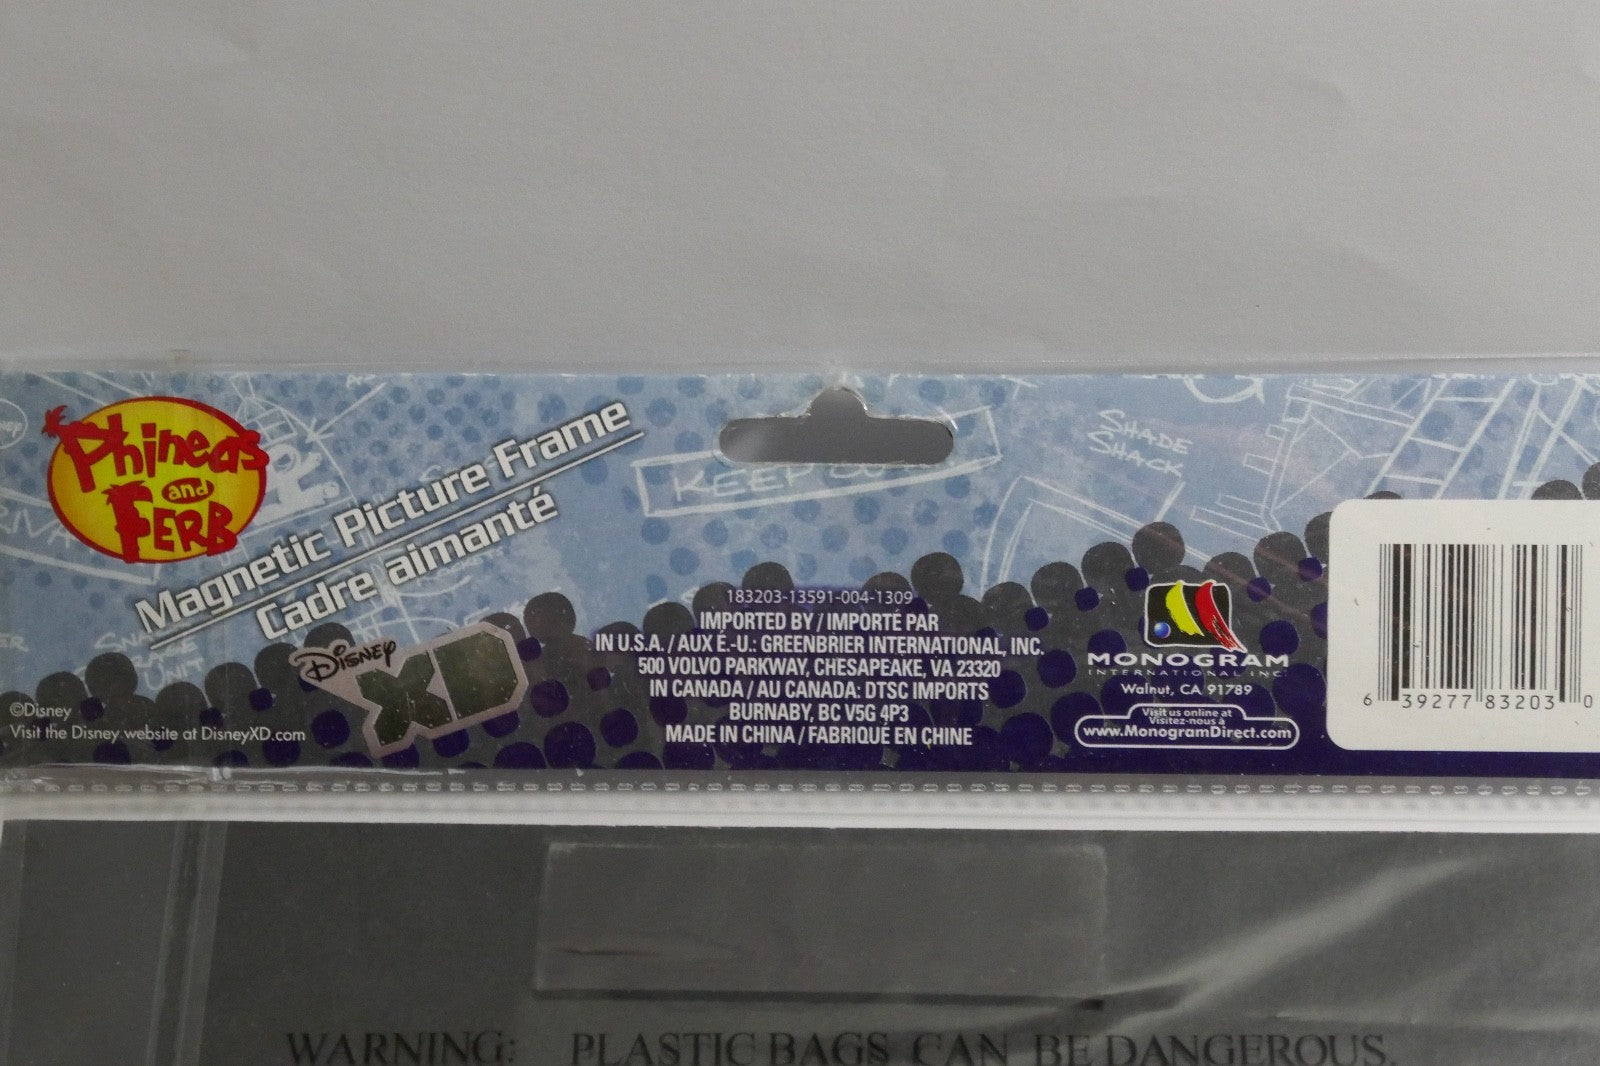 Phineas
and
FERB
Magnetic Picture Frame
Cadre aimanté
KEEP
SHADE
SHACK
UNIT
©Disney
Visit the Disney website at DisneyXD.com
DISNEY
XD
183203-13591-004-1309
IMPORTED BY / IMPORTÉ PAR
IN U.S.A. / AUX É.-U.: GREENBRIER INTERNATIONAL, INC.
500 VOLVO PARKWAY, CHESAPEAKE, VA 23320
IN CANADA / AU CANADA: DTSC IMPORTS
BURNABY, BC V5G 4P3
MADE IN CHINA / FABRIQUÉ EN CHINE
MONOGRAM
INTERNATIONAL INC.
Walnut, CA 91789
Visit us online at
Visitez-nous à
www.MonogramDirect.com
6 39277 83203 0
WARNING: PLASTIC BAGS CAN BE DANGEROUS.